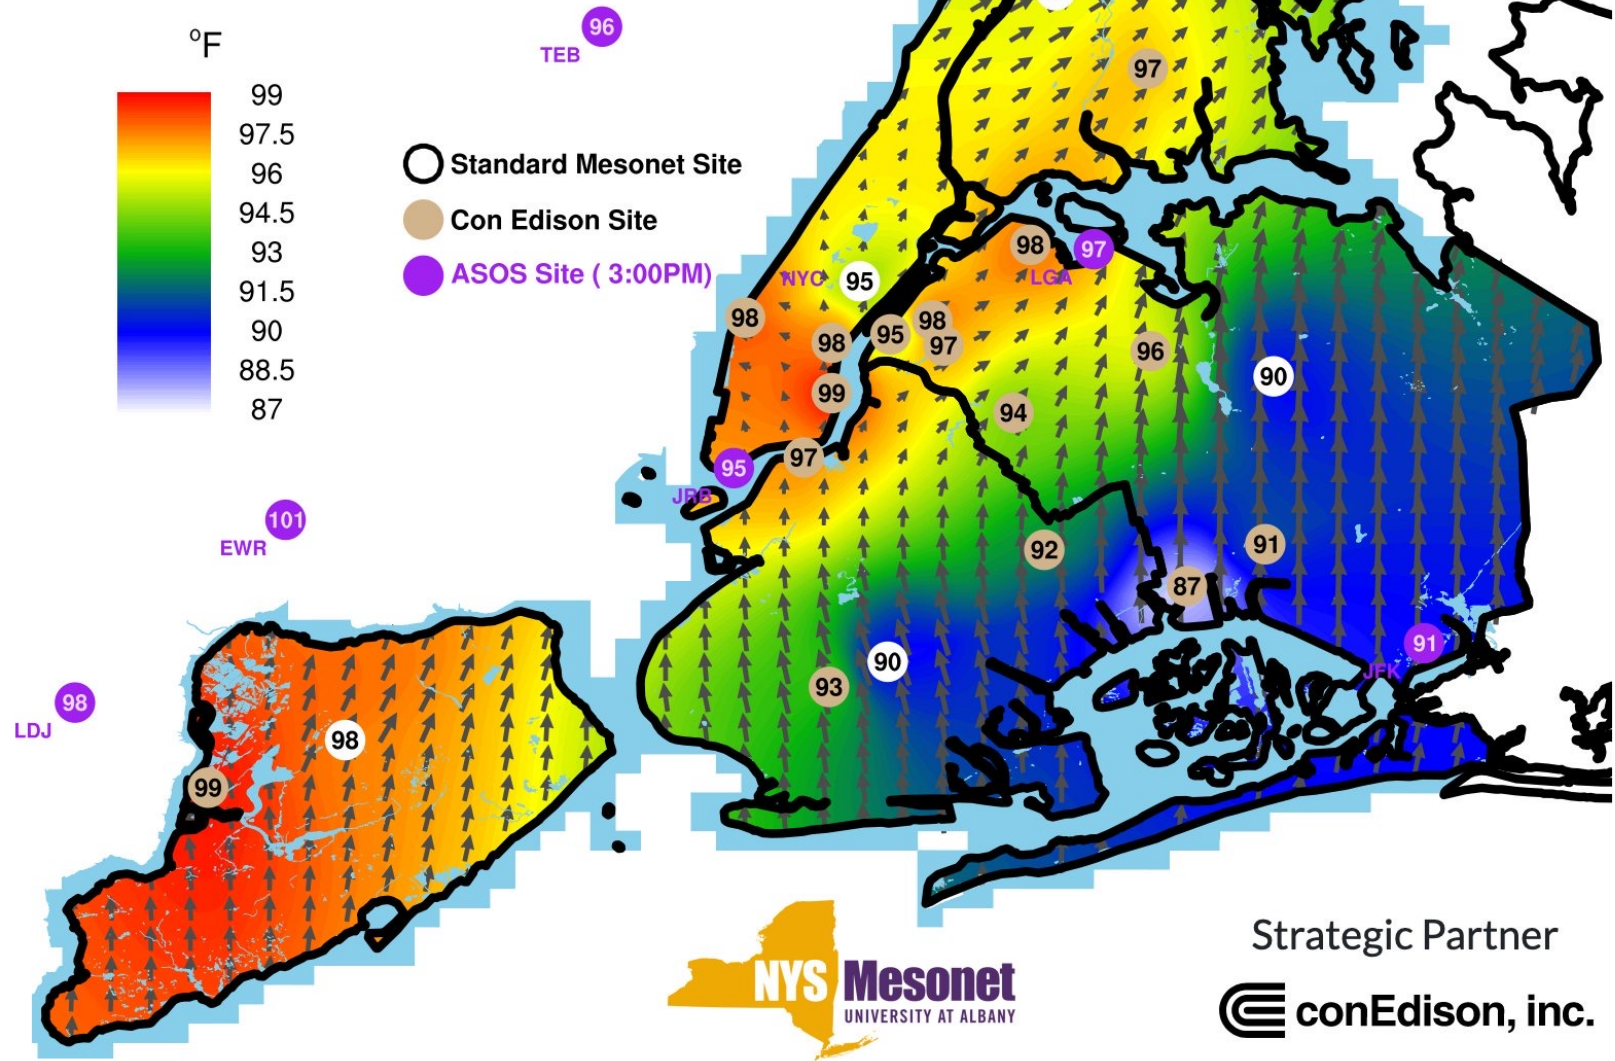 96
TEB
°F
99
97.5
96
94.5
93
91.5
90
88.5
87
Standard Mesonet Site
Con Edison Site
ASOS Site ( 3:00PM)
97
98
97
LGA
NYC
95
98
98
95
98
97
96
90
99
94
97
95
JRB
101
EWR
92
91
87
91
JFK
90
93
98
LDJ
98
99
NYS Mesonet
UNIVERSITY AT ALBANY
Strategic Partner
conEdison, inc.